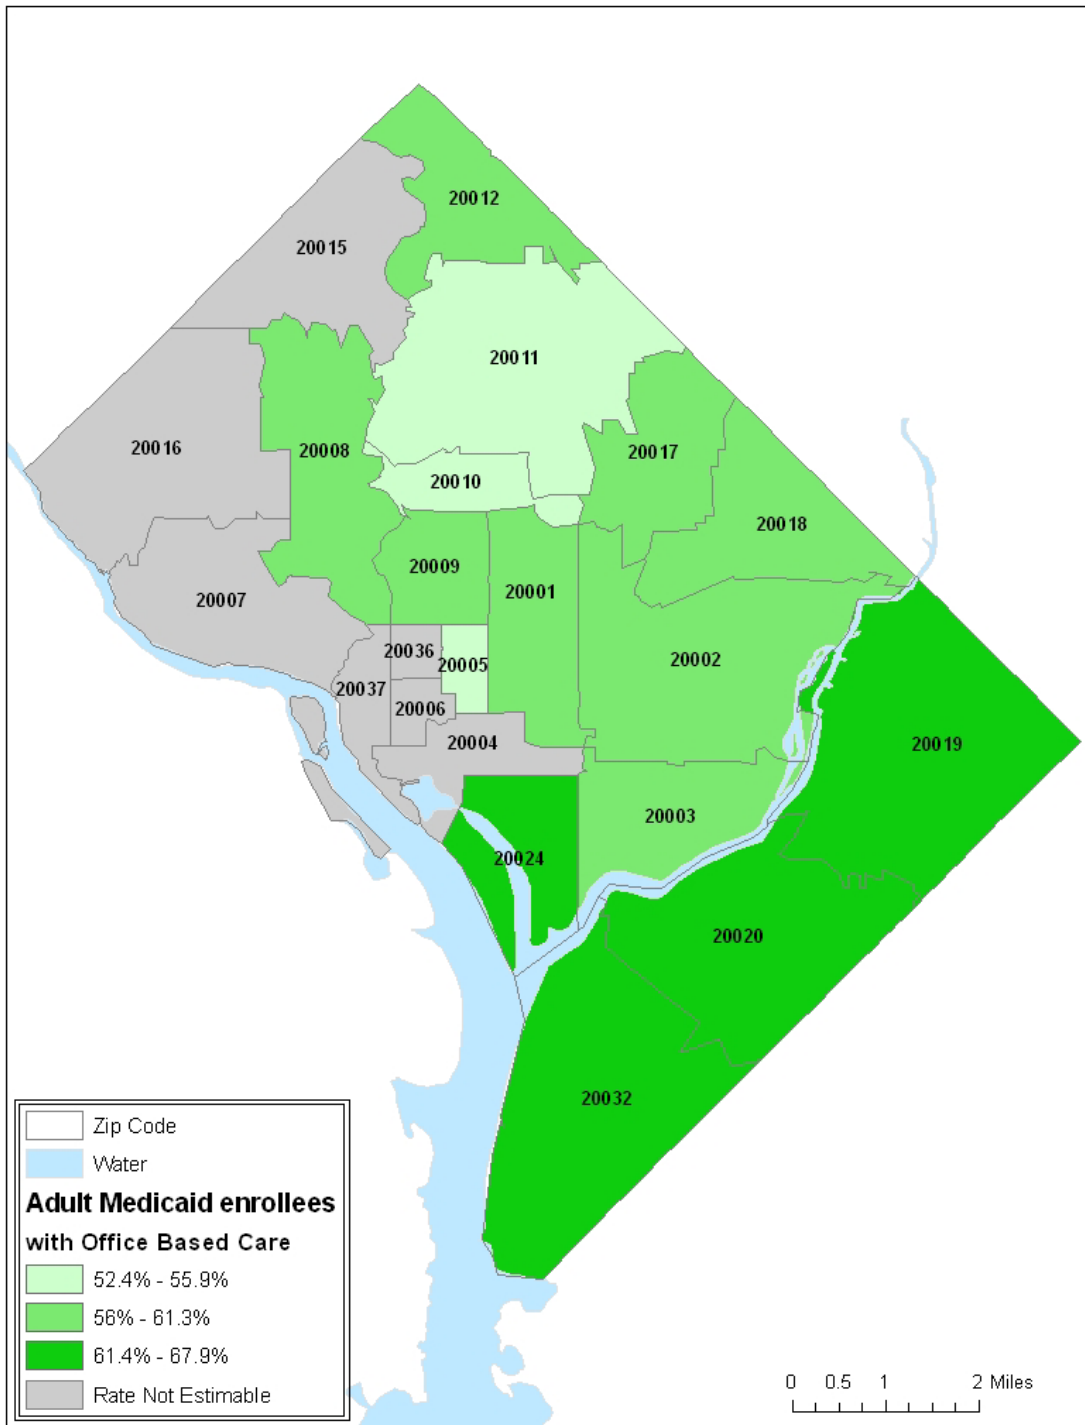 20012
20015
20011
20016
20008
20017
20010
20018
20009
20001
20007
20036
20002
20005
20037
20006
20004
20019
20003
20024
20020
20032
Zip Code
Water
Adult Medicaid enrollees
with Office Based Care
52.4% - 55.9%
56% - 61.3%
61.4% - 67.9%
Rate Not Estimable
0 0.5 1 2 Miles